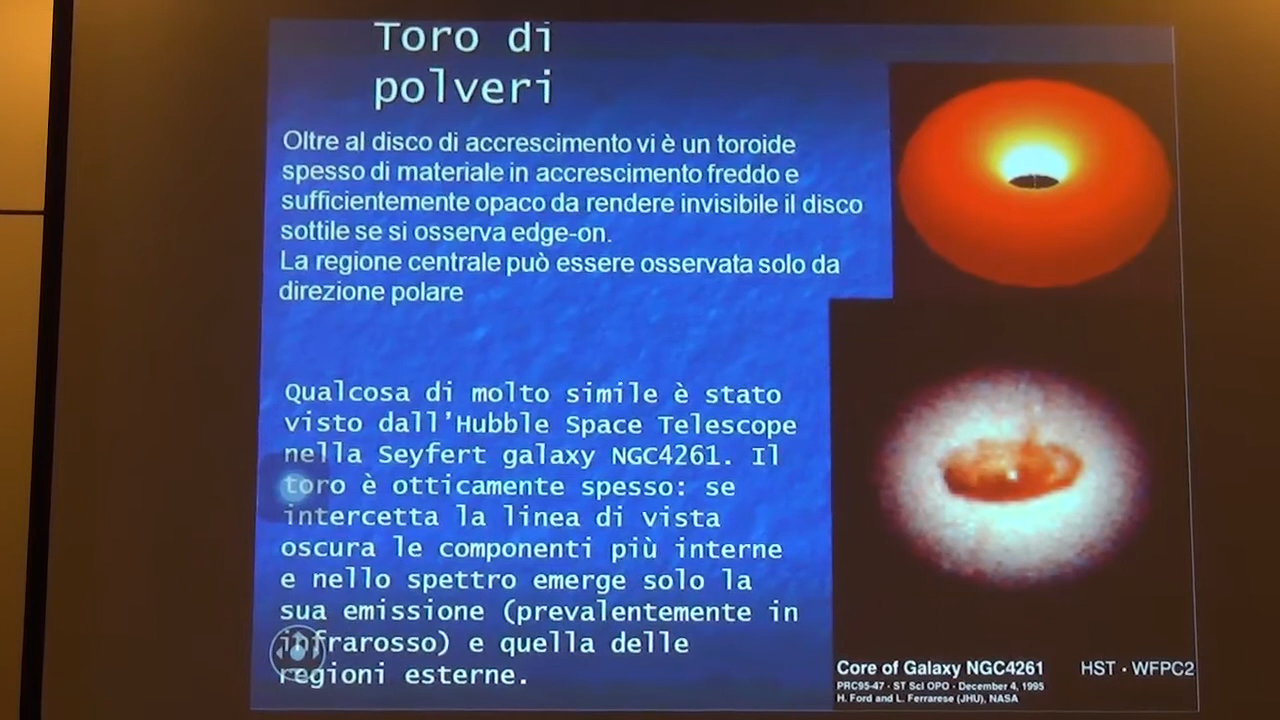 Toro di
polveri
Oltre al disco di accrescimento vi è un toroide
spesso di materiale in accrescimento freddo e
sufficientemente opaco da rendere invisibile il disco
sottile se si osserva edge-on.
La regione centrale può essere osservata solo da
direzione polare
Qualcosa di molto simile è stato
visto dall'Hubble Space Telescope
nella Seyfert galaxy NGC4261. Il
toro è otticamente spesso: se
intercetta la linea di vista
oscura le componenti più interne
e nello spettro emerge solo la
sua emissione (prevalentemente in
infrarosso) e quella delle
regioni esterne.
Core of Galaxy NGC4261 HST · WFPC2
PRC95-47 · ST ScI OPO · December 4, 1995
H. Ford and L. Ferrarese (JHU), NASA